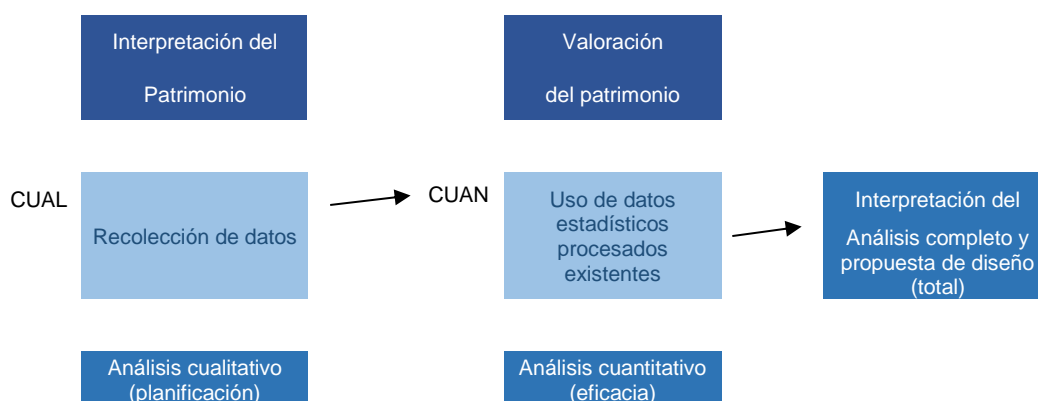 Interpretación del
Patrimonio
Valoración
del patrimonio
CUAL
Recolección de datos
CUAN
Uso de datos
estadísticos
procesados
existentes
Interpretación del
Análisis completo y
propuesta de diseño
(total)
Análisis cualitativo
(planificación)
Análisis cuantitativo
(eficacia)